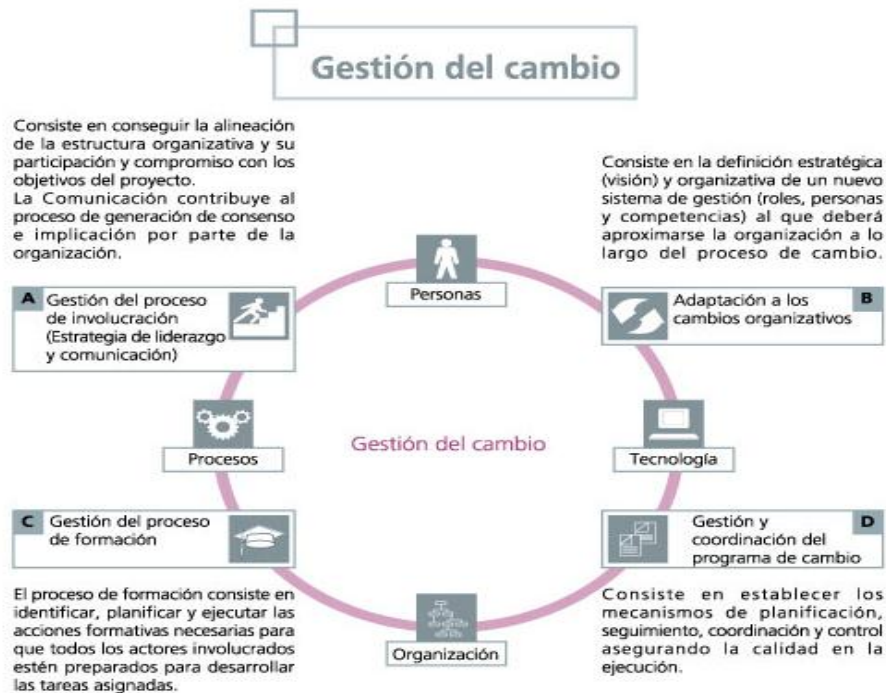 Gestión del cambio
Consiste en conseguir la alineación
de la estructura organizativa y su
participación y compromiso con los
objetivos del proyecto.
La Comunicación contribuye al
proceso de generación de consenso
e implicación por parte de la
organización.
Consiste en la definición estratégica
(visión) y organizativa de un nuevo
sistema de gestión (roles, personas
y competencias) al que deberá
aproximarse la organización a lo
largo del proceso de cambio.
Personas
A Gestión del proceso
de involucración
(Estrategia de liderazgo
y comunicación)
Adaptación a los B
cambios organizativos
Procesos
Gestión del cambio
Tecnología
C Gestión del proceso
de formación
Gestión y D
coordinación del
programa de cambio
El proceso de formación consiste en
identificar, planificar y ejecutar las
acciones formativas necesarias para
que todos los actores involucrados
estén preparados para desarrollar
las tareas asignadas.
Organización
Consiste en establecer los
mecanismos de planificación,
seguimiento, coordinación y control
asegurando la calidad en la
ejecución.